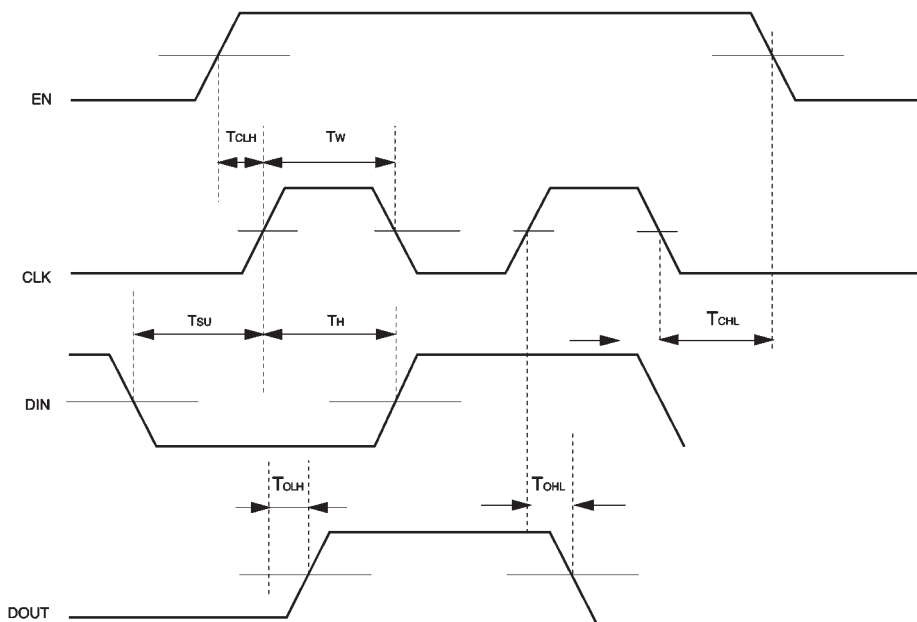 EN
TCLH
TW
CLK
TSU
TH
TCHL
DIN
TOLH
TOHL
DOUT